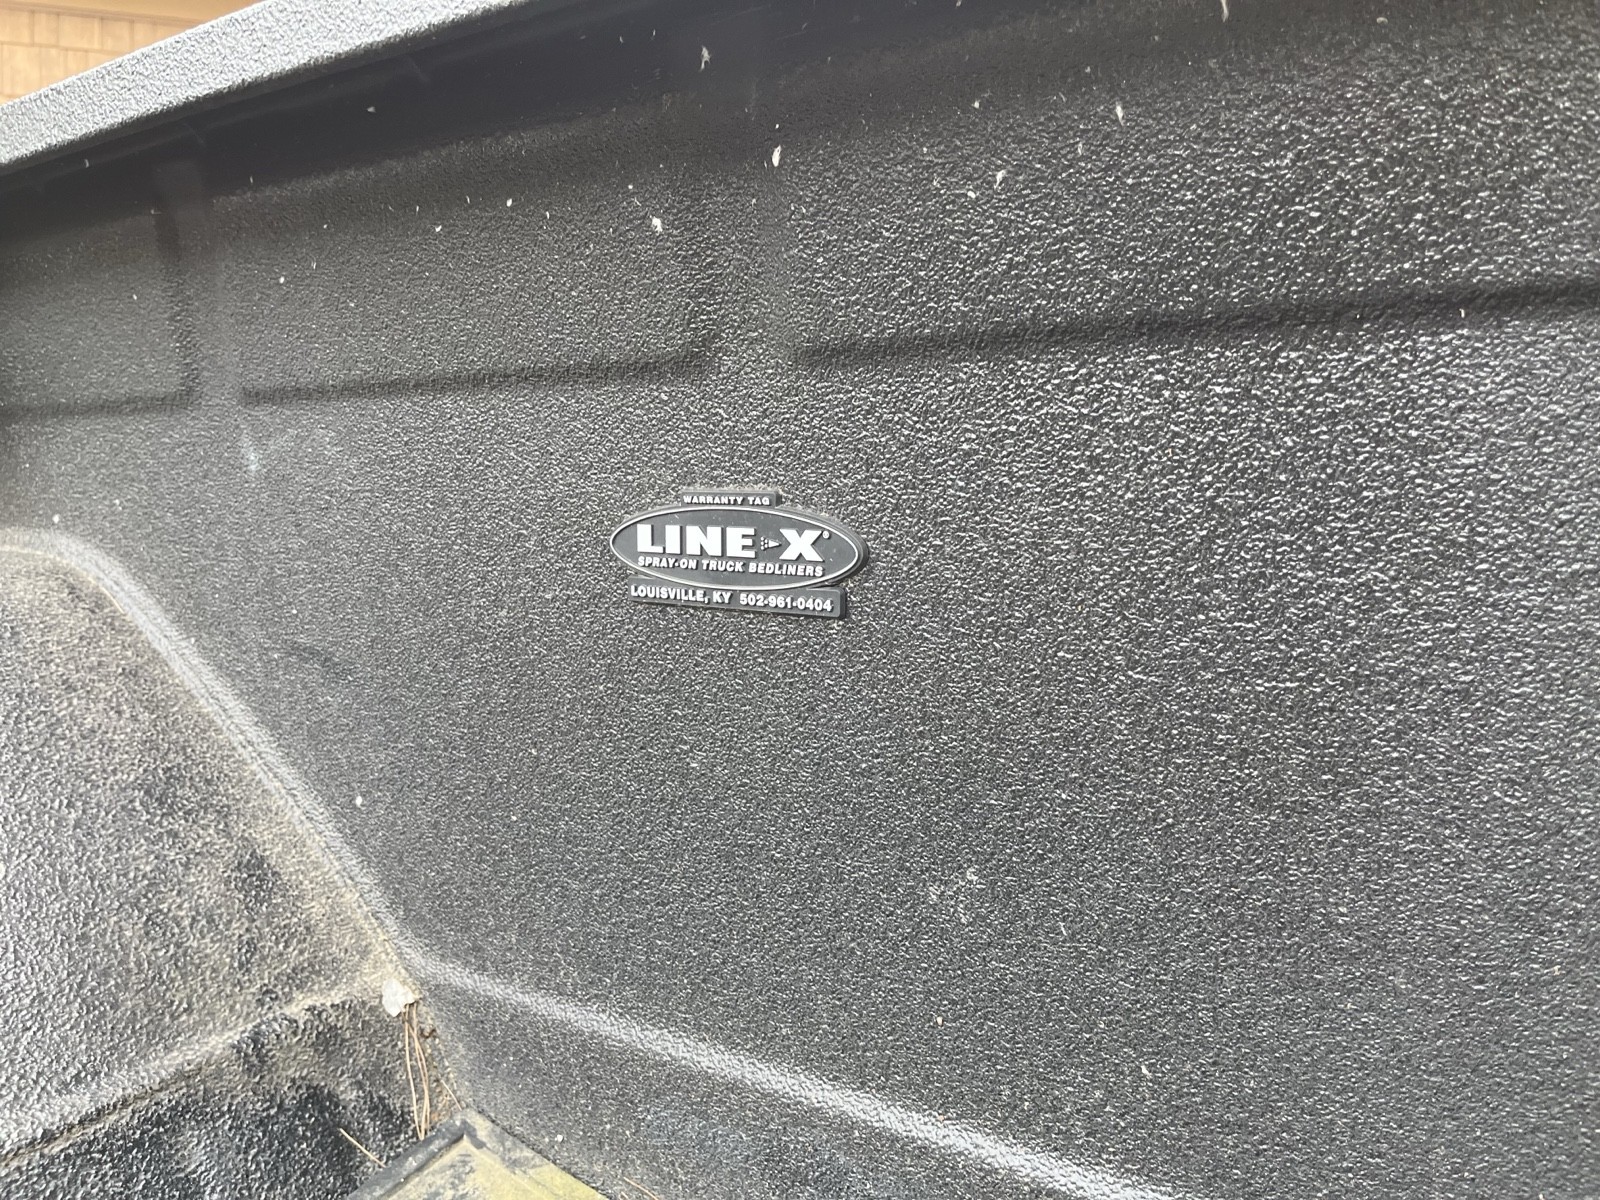 WARRANTY TAG
LINE-X®
SPRAY-ON TRUCK BEDLINERS
LOUISVILLE, KY 502-961-0404